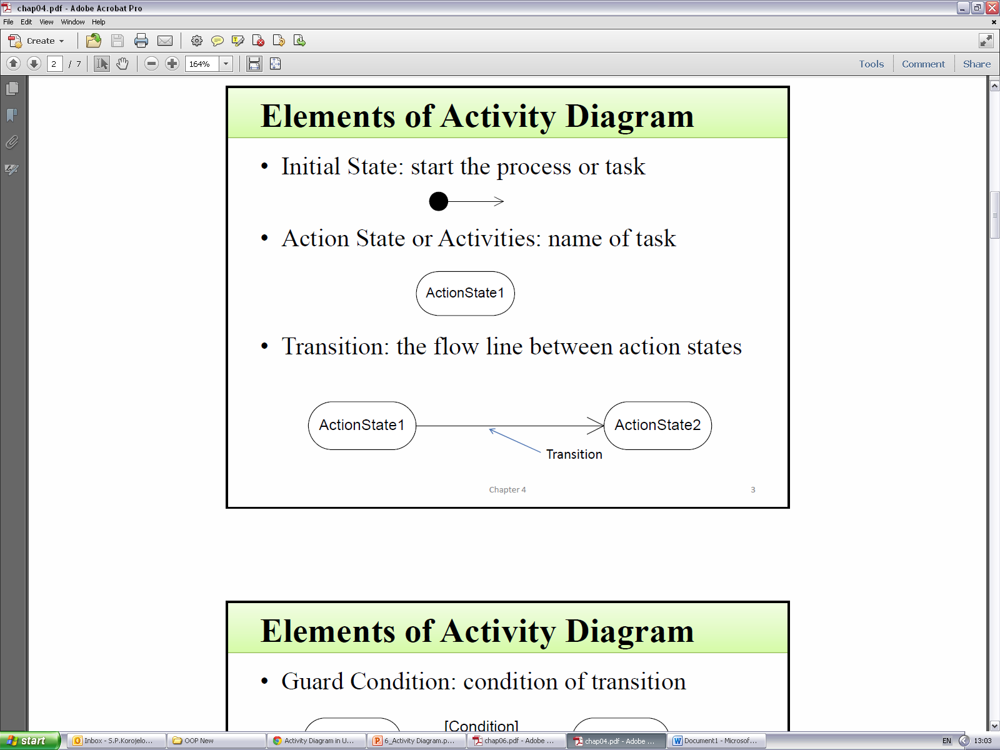 chap04.pdf - Adobe Acrobat Pro
File Edit View Window Help
Create
2 / 7 164% Tools Comment Share
Elements of Activity Diagram
• Initial State: start the process or task
• Action State or Activities: name of task
ActionState1
• Transition: the flow line between action states
ActionState1 ActionState2
Transition
Chapter 4 3
Elements of Activity Diagram
• Guard Condition: condition of transition
[Condition]
start Inbox - S.P.Korojelo... OOP New Activity Diagram in U... 6_Activity Diagram.p... chap06.pdf - Adobe ... chap04.pdf - Adobe ... Document1 - Microsof... EN 13:03